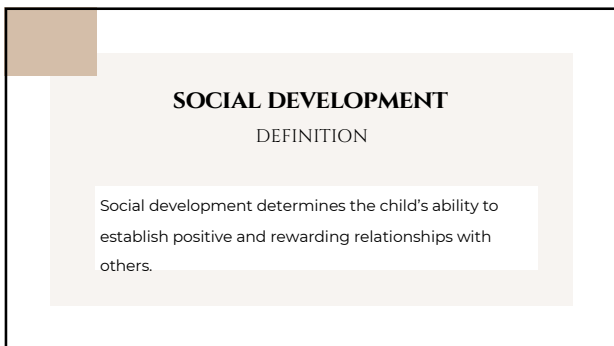 SOCIAL DEVELOPMENT
DEFINITION
Social development determines the child’s ability to
establish positive and rewarding relationships with
others.